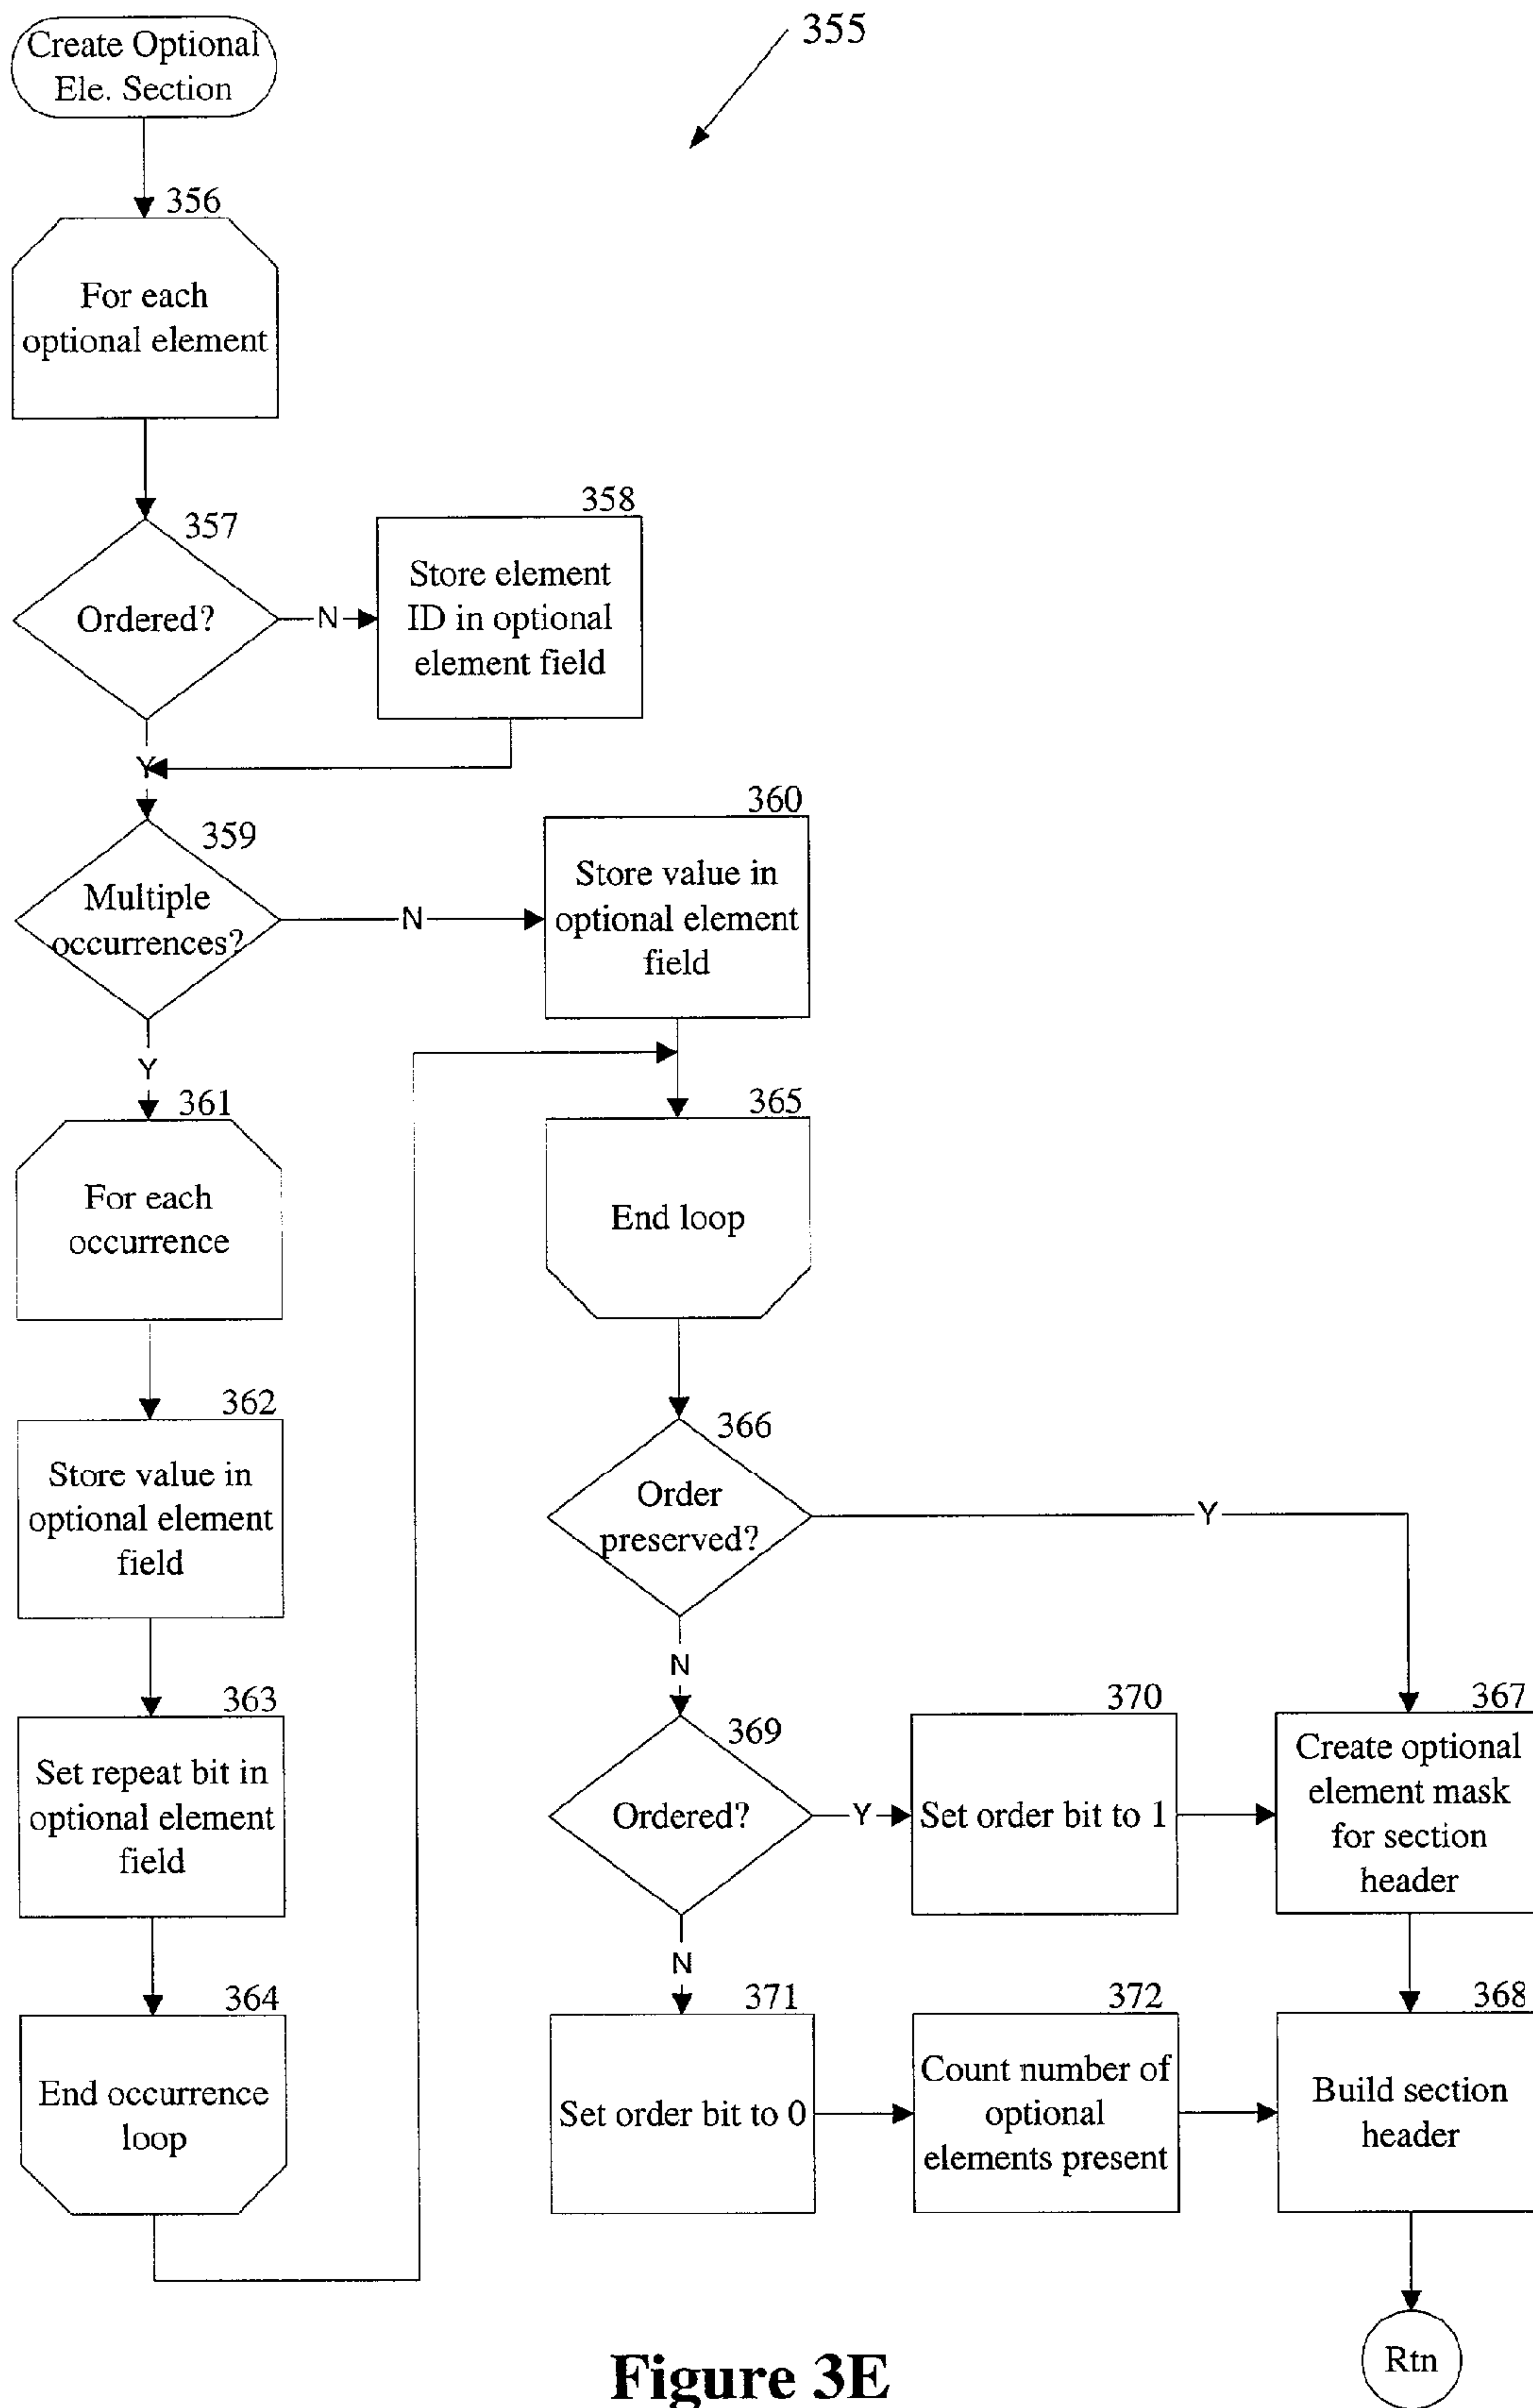 Create Optional
Ele. Section
355
356
For each
optional element
357
Ordered?
N
358
Store element
ID in optional
element field
Y
359
Multiple
occurrences?
N
360
Store value in
optional element
field
Y
361
For each
occurrence
362
Store value in
optional element
field
363
Set repeat bit in
optional element
field
364
End occurrence
loop
365
End loop
366
Order
preserved?
Y
N
369
Ordered?
Y
370
Set order bit to 1
367
Create optional
element mask
for section
header
N
371
Set order bit to 0
372
Count number of
optional
elements present
368
Build section
header
Rtn
Figure 3E